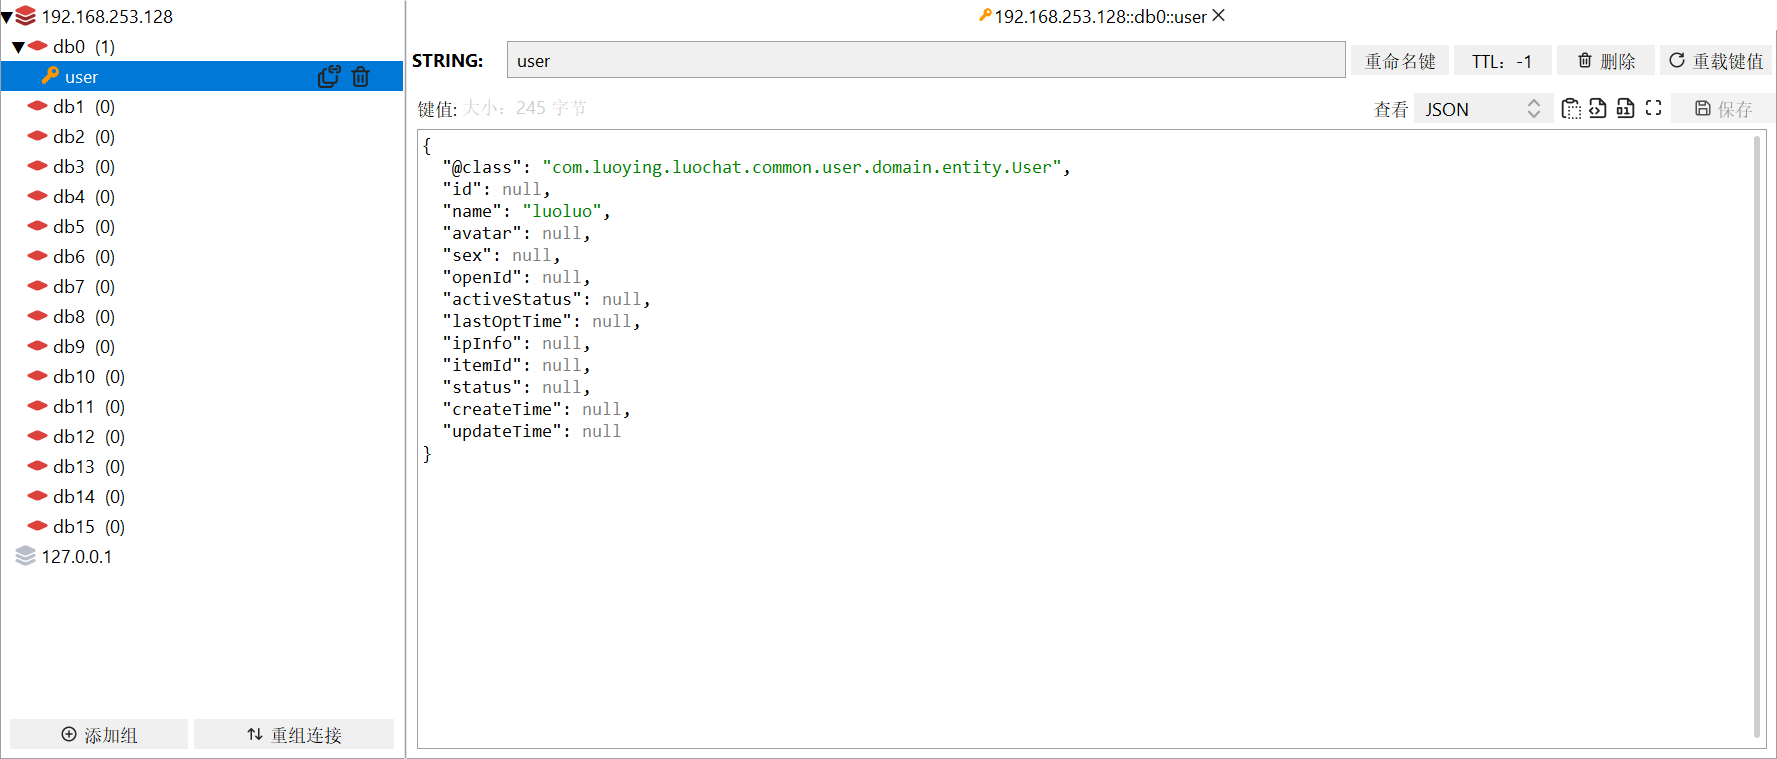 192.168.253.128
db0 (1)
user
db1 (0)
db2 (0)
db3 (0)
db4 (0)
db5 (0)
db6 (0)
db7 (0)
db8 (0)
db9 (0)
db10 (0)
db11 (0)
db12 (0)
db13 (0)
db14 (0)
db15 (0)
127.0.0.1
添加组
重组连接
192.168.253.128::db0::user
STRING: user 重命名键 TTL：-1 删除 重载键值
键值: 大小：245 字节 查看 JSON 保存
{
"@class": "com.luoying.luochat.common.user.domain.entity.User",
"id": null,
"name": "luoluo",
"avatar": null,
"sex": null,
"openId": null,
"activeStatus": null,
"lastOptTime": null,
"ipInfo": null,
"itemId": null,
"status": null,
"createTime": null,
"updateTime": null
}